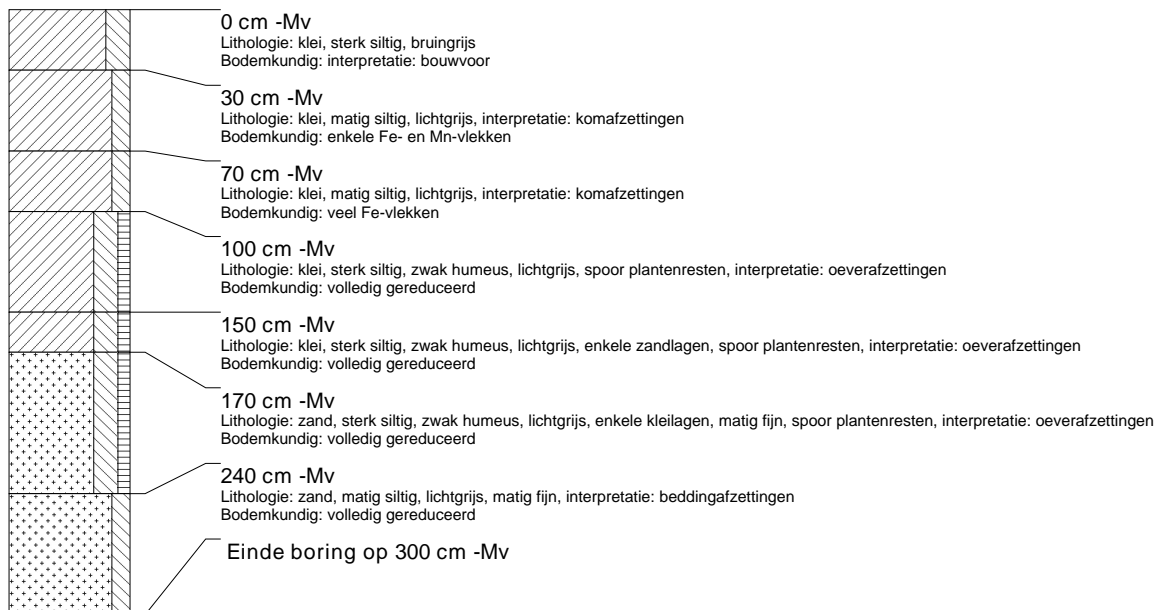 0 cm -Mv
Lithologie: klei, sterk siltig, bruingrijs
Bodemkundig: interpretatie: bouwvoor
30 cm -Mv
Lithologie: klei, matig siltig, lichtgrijs, interpretatie: komafzettingen
Bodemkundig: enkele Fe- en Mn-vlekken
70 cm -Mv
Lithologie: klei, matig siltig, lichtgrijs, interpretatie: komafzettingen
Bodemkundig: veel Fe-vlekken
100 cm -Mv
Lithologie: klei, sterk siltig, zwak humeus, lichtgrijs, spoor plantenresten, interpretatie: oeverafzettingen
Bodemkundig: volledig gereduceerd
150 cm -Mv
Lithologie: klei, sterk siltig, zwak humeus, lichtgrijs, enkele zandlagen, spoor plantenresten, interpretatie: oeverafzettingen
Bodemkundig: volledig gereduceerd
170 cm -Mv
Lithologie: zand, sterk siltig, zwak humeus, lichtgrijs, enkele kleilagen, matig fijn, spoor plantenresten, interpretatie: oeverafzettingen
Bodemkundig: volledig gereduceerd
240 cm -Mv
Lithologie: zand, matig siltig, lichtgrijs, matig fijn, interpretatie: beddingafzettingen
Bodemkundig: volledig gereduceerd
Einde boring op 300 cm -Mv